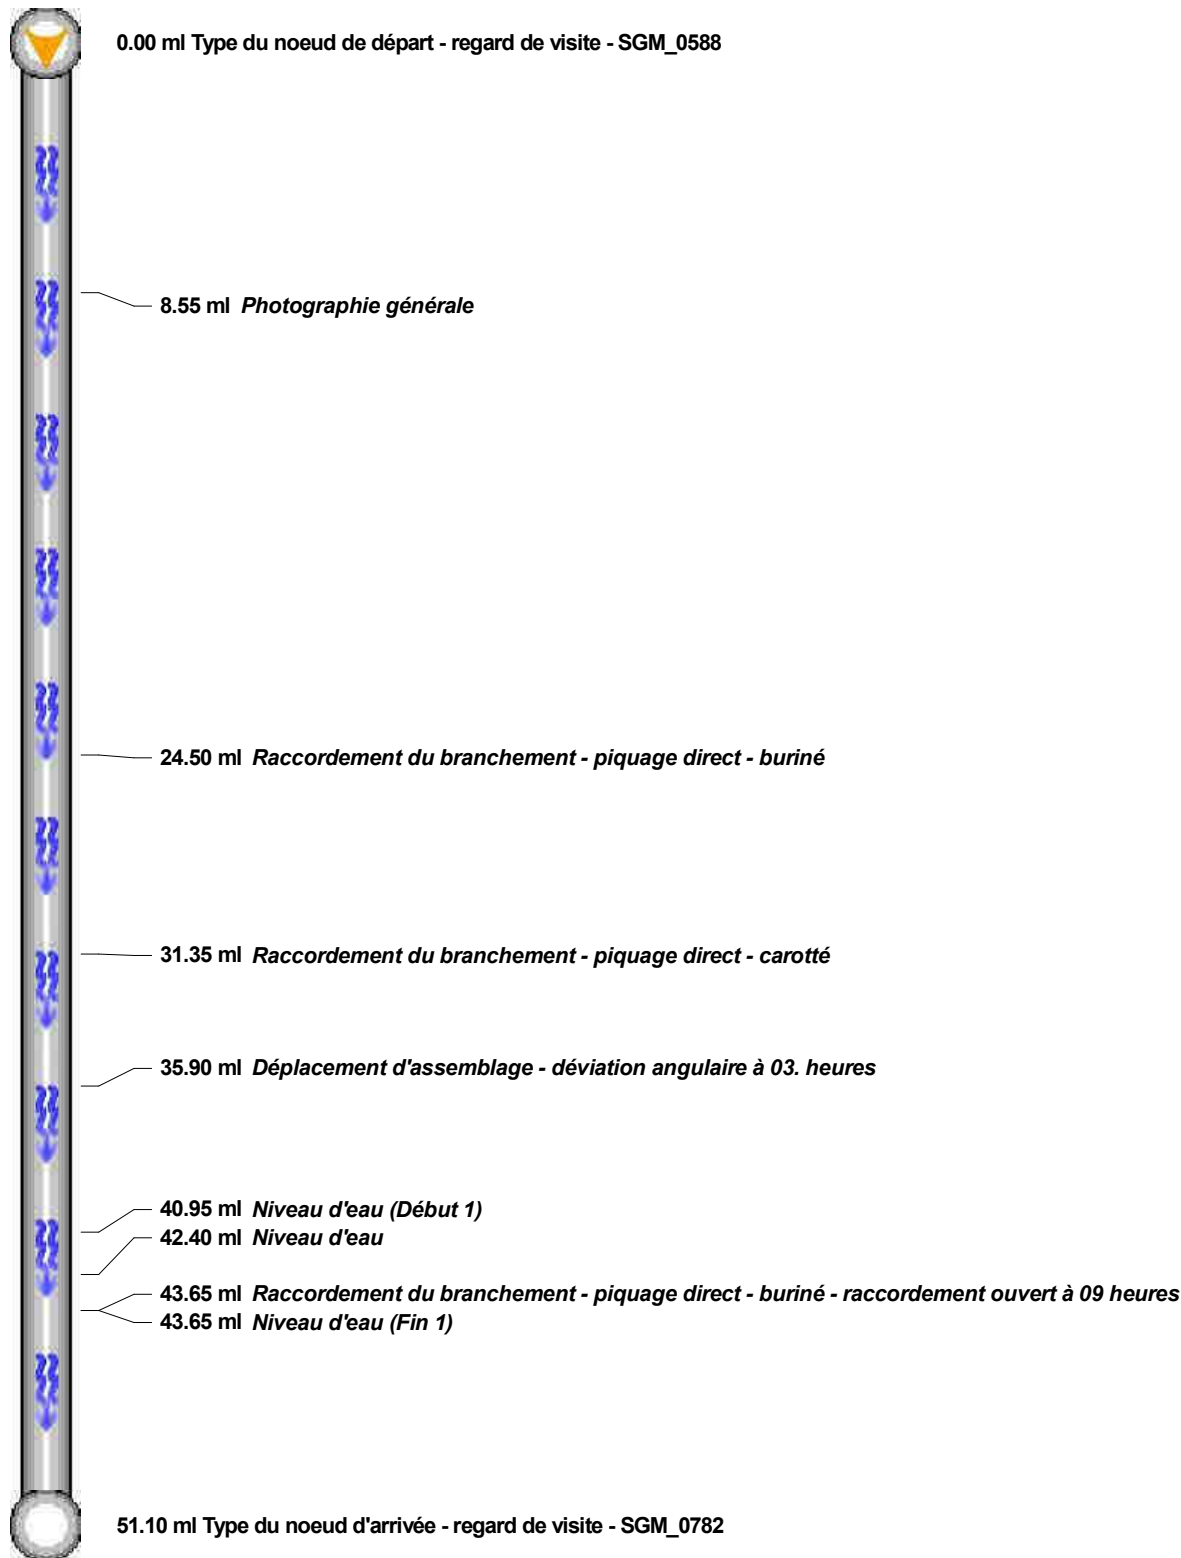 0.00 ml Type du noeud de départ - regard de visite - SGM_0588
8.55 ml Photographie générale
24.50 ml Raccordement du branchement - piquage direct - buriné
31.35 ml Raccordement du branchement - piquage direct - carotté
35.90 ml Déplacement d'assemblage - déviation angulaire à 03. heures
40.95 ml Niveau d'eau (Début 1)
42.40 ml Niveau d'eau
43.65 ml Raccordement du branchement - piquage direct - buriné - raccordement ouvert à 09 heures
43.65 ml Niveau d'eau (Fin 1)
51.10 ml Type du noeud d'arrivée - regard de visite - SGM_0782